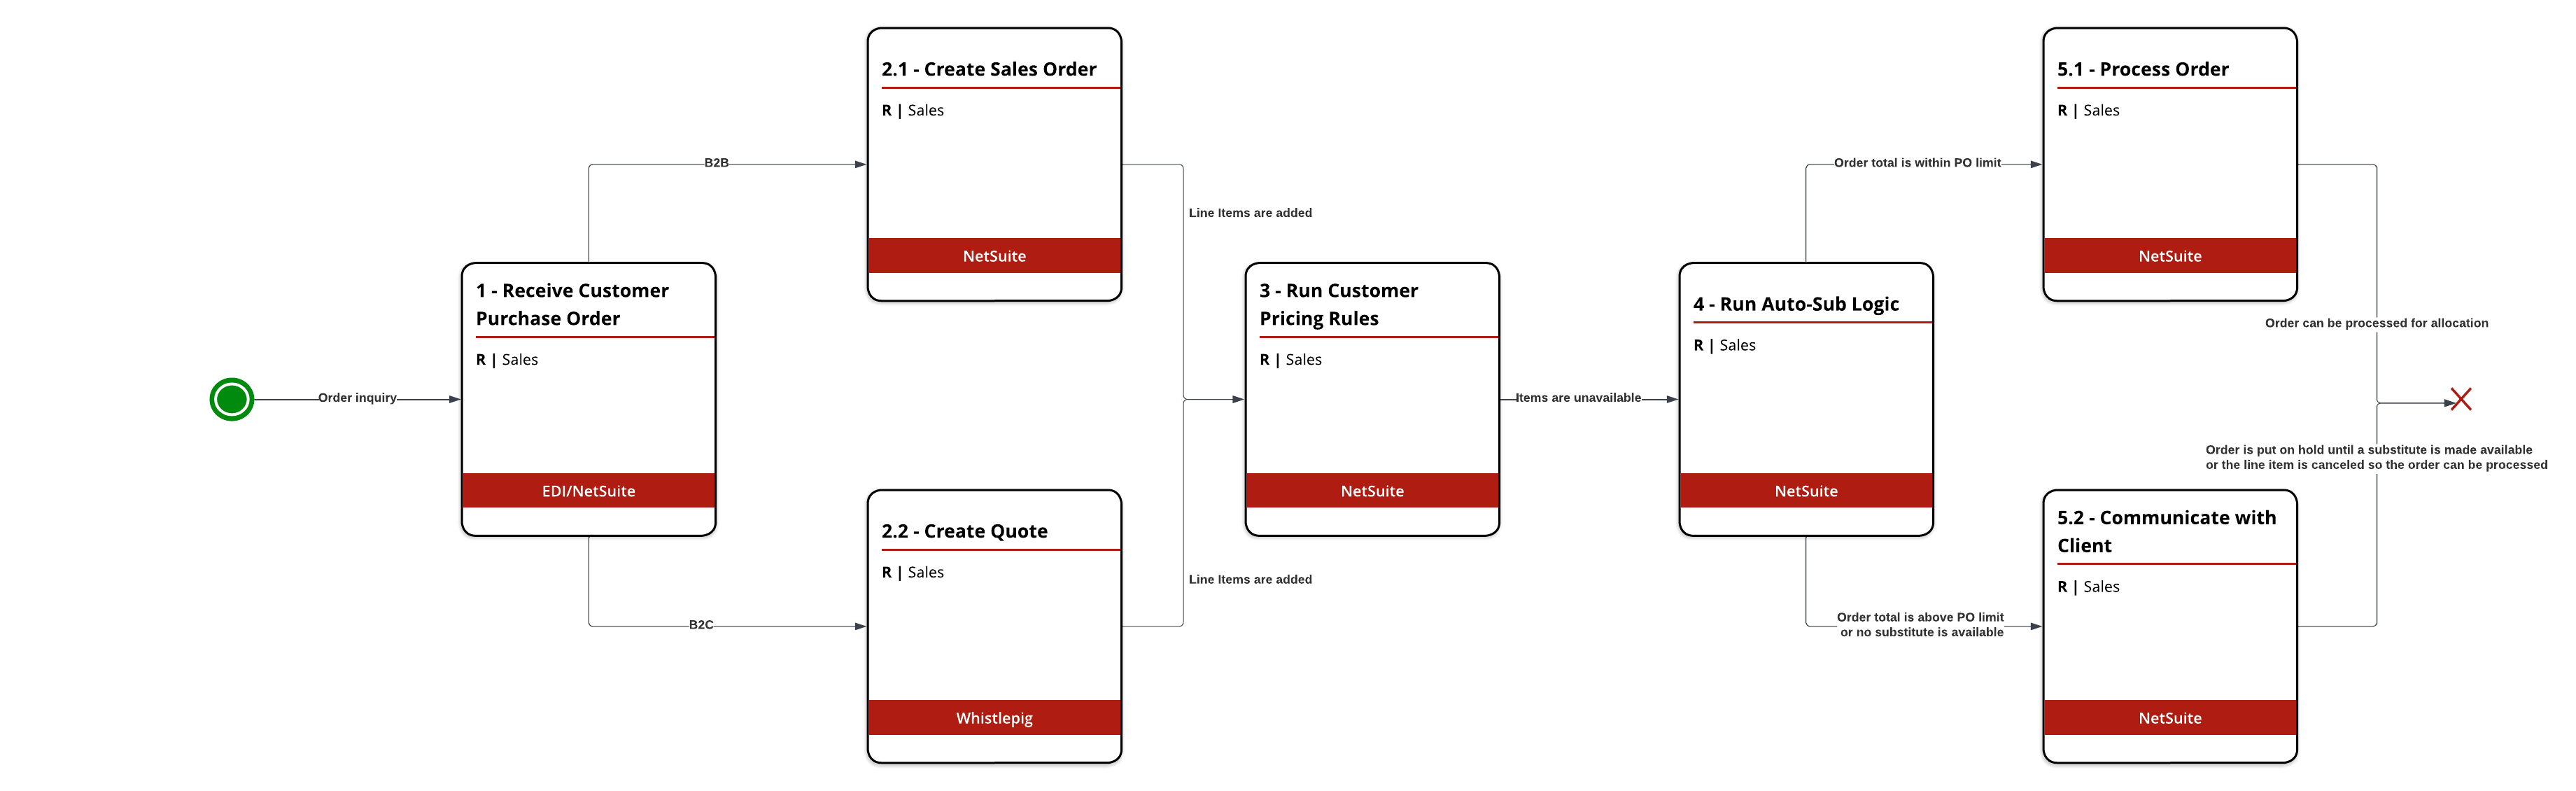 Order inquiry
1 - Receive Customer
Purchase Order
R | Sales
EDI/NetSuite
B2B
B2C
2.1 - Create Sales Order
R | Sales
NetSuite
2.2 - Create Quote
R | Sales
Whistlepig
Line Items are added
Line Items are added
3 - Run Customer
Pricing Rules
R | Sales
NetSuite
Items are unavailable
4 - Run Auto-Sub Logic
R | Sales
NetSuite
Order total is within PO limit
Order total is above PO limit
or no substitute is available
5.1 - Process Order
R | Sales
NetSuite
5.2 - Communicate with
Client
R | Sales
NetSuite
Order can be processed for allocation
Order is put on hold until a substitute is made available
or the line item is canceled so the order can be processed